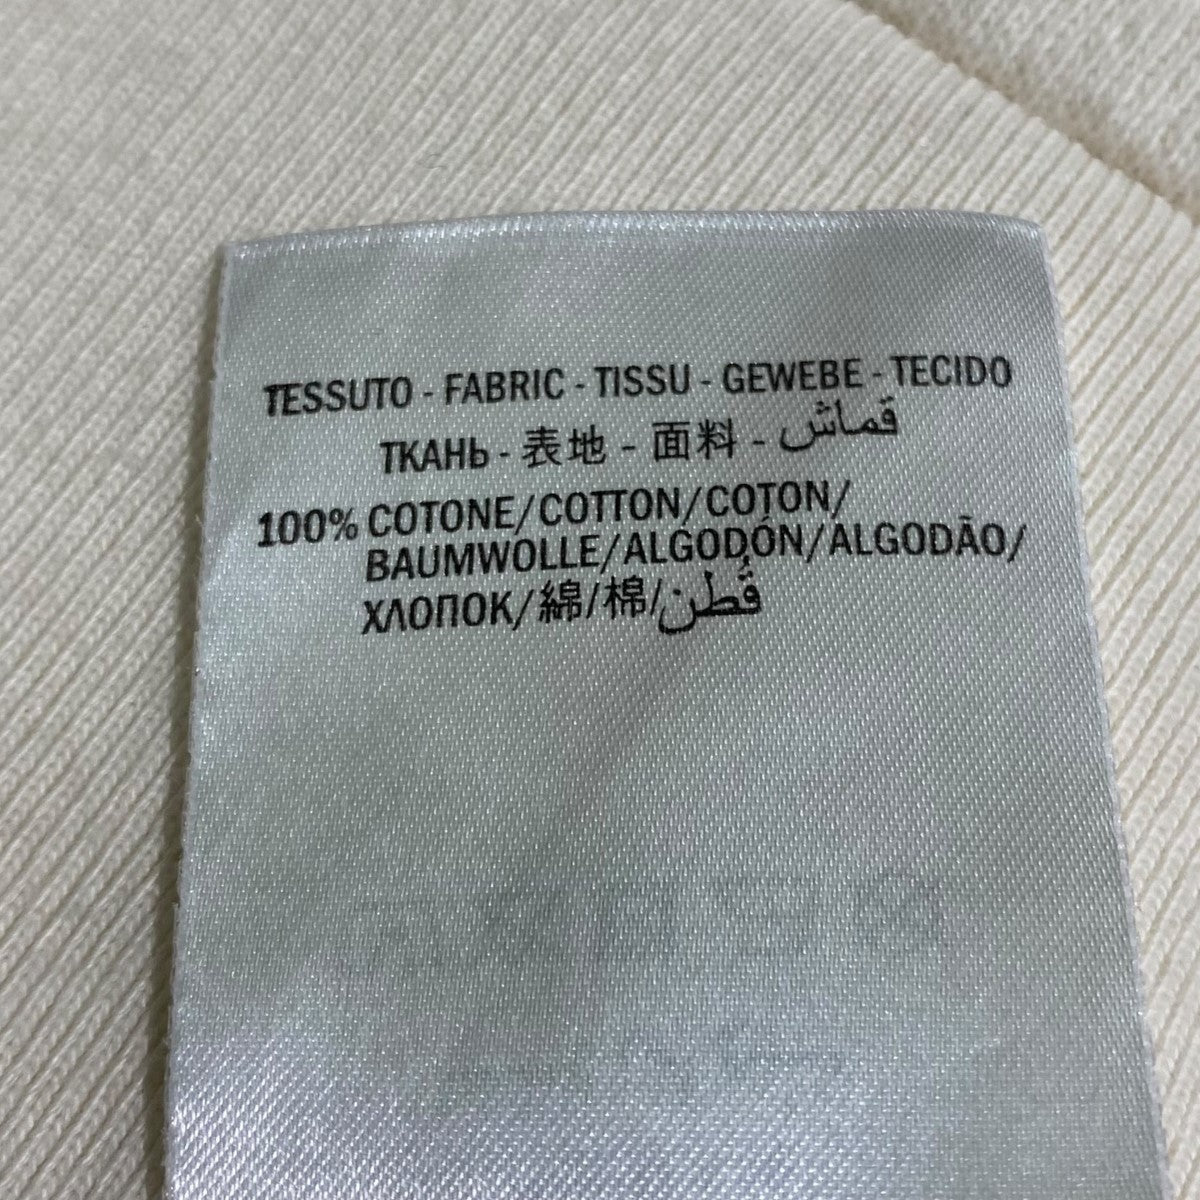 TESSUTO - FABRIC - TISSU - GEWEBE - TECIDO
ТКАНЬ - 表地 - 面料 - قماش
100% COTONE/COTTON/COTON/
BAUMWOLLE/ALGODÓN/ALGODÃO/
ХЛОПОК/綿/棉/قُطن